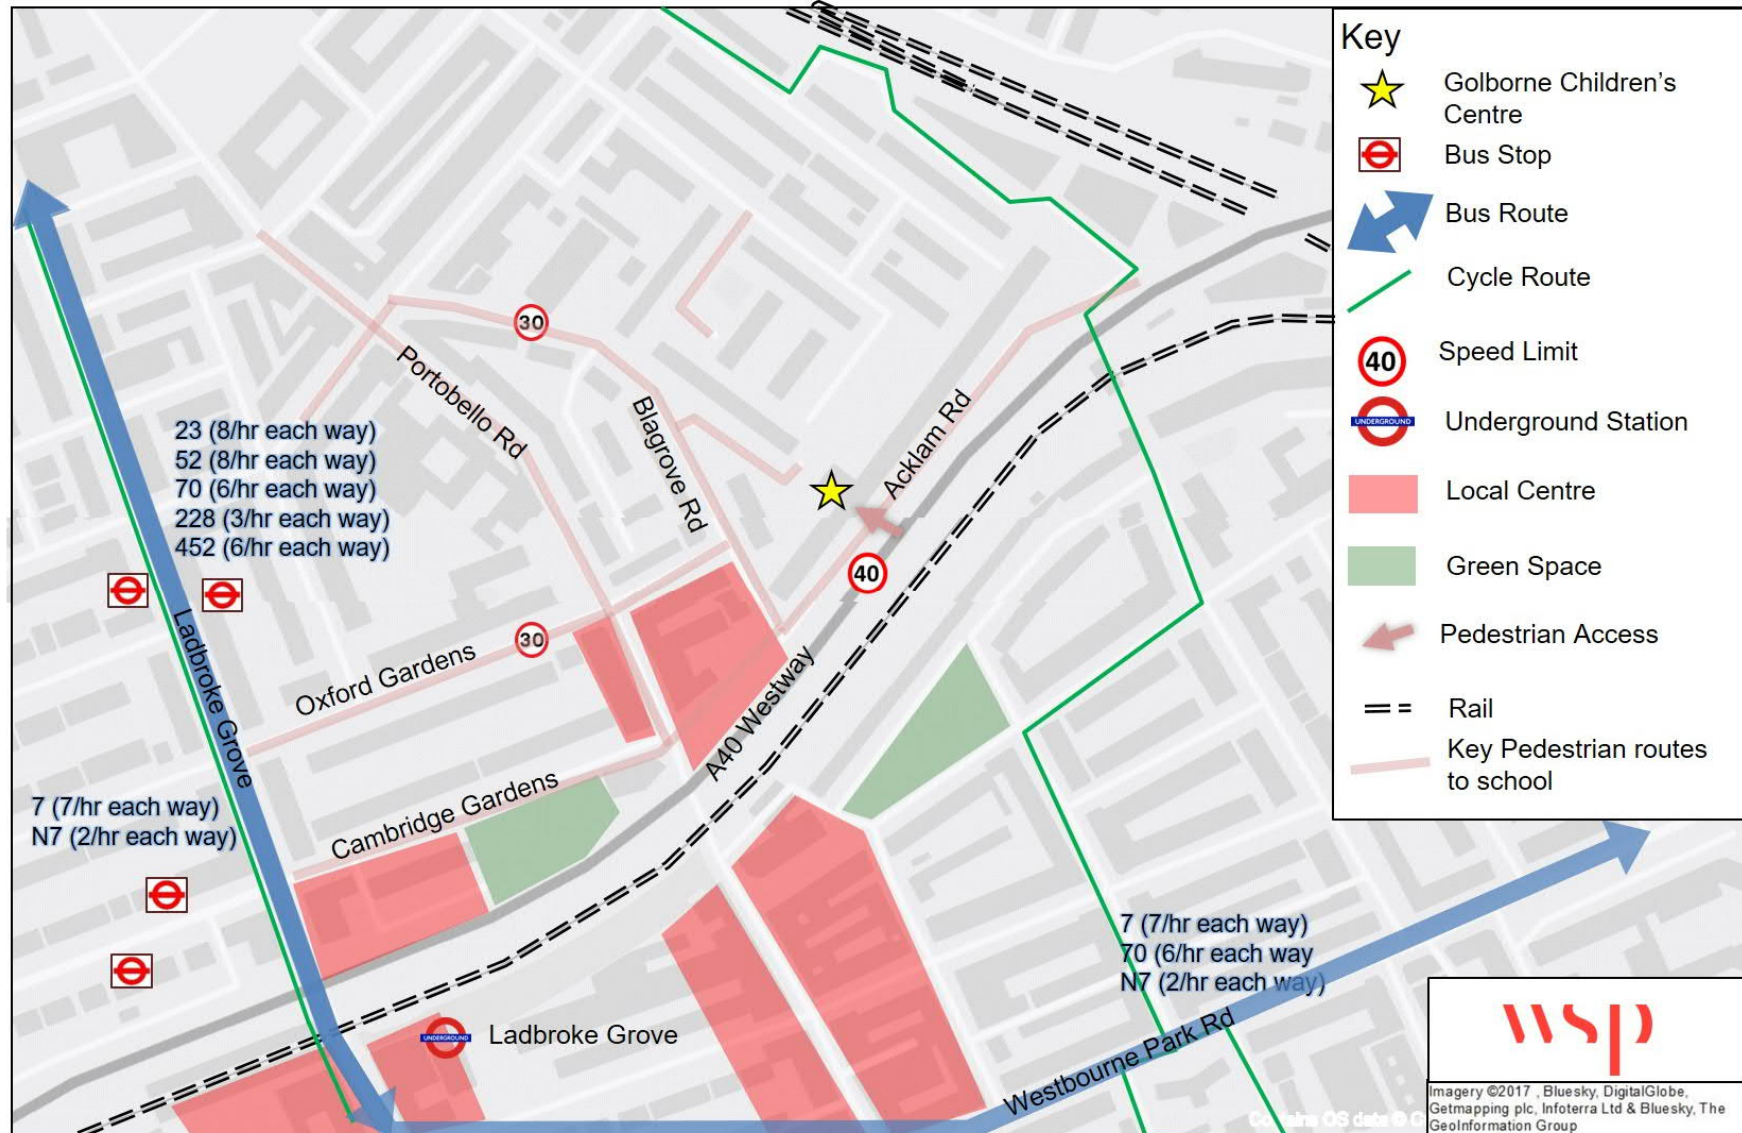 Key
Golborne Children's
Centre
Bus Stop
Bus Route
Cycle Route
40
Speed Limit
UNDERGROUND
Underground Station
Local Centre
Green Space
Pedestrian Access
Rail
Key Pedestrian routes
to school
30
Portobello Rd
Blagrove Rd
Acklam Rd
23 (8/hr each way)
52 (8/hr each way)
70 (6/hr each way)
228 (3/hr each way)
452 (6/hr each way)
40
Ladbroke Grove
30
Oxford Gardens
A40 Westway
Cambridge Gardens
7 (7/hr each way)
N7 (2/hr each way)
7 (7/hr each way)
70 (6/hr each way
N7 (2/hr each way)
UNDERGROUND
Ladbroke Grove
Westbourne Park Rd
wsp
Imagery ©2017 , Bluesky, DigitalGlobe,
Getmapping plc, Infoterra Ltd & Bluesky, The
GeoInformation Group
OS data ©